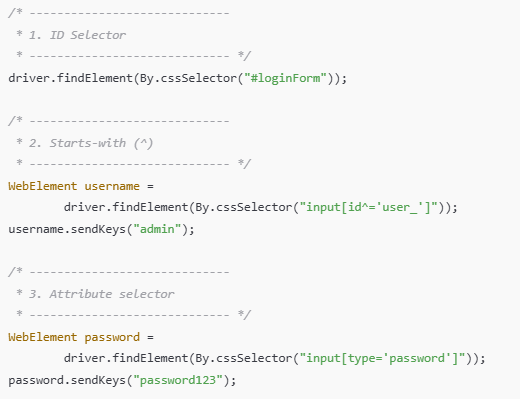 /* ----------------------------
 * 1. ID Selector
 * ---------------------------- */
driver.findElement(By.cssSelector("#loginForm"));

/* ----------------------------
 * 2. Starts-with (^)
 * ---------------------------- */
WebElement username =
        driver.findElement(By.cssSelector("input[id^='user_']"));
username.sendKeys("admin");

/* ----------------------------
 * 3. Attribute selector
 * ---------------------------- */
WebElement password =
        driver.findElement(By.cssSelector("input[type='password']"));
password.sendKeys("password123");